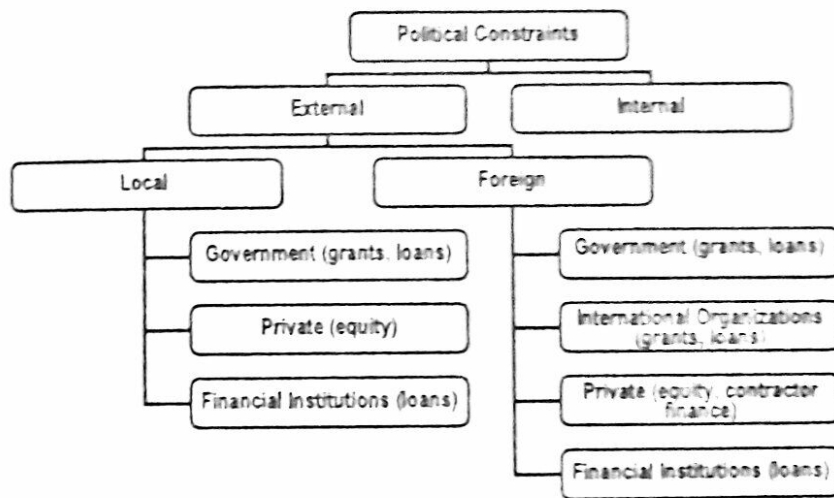 Political Constraints
External
Internal
Local
Foreign
Government (grants, loans)
Private (equity)
Financial Institutions (loans)
Government (grants, loans)
International Organizations
(grants, loans)
Private (equity, contractor
finance)
Financial Institutions (loans)